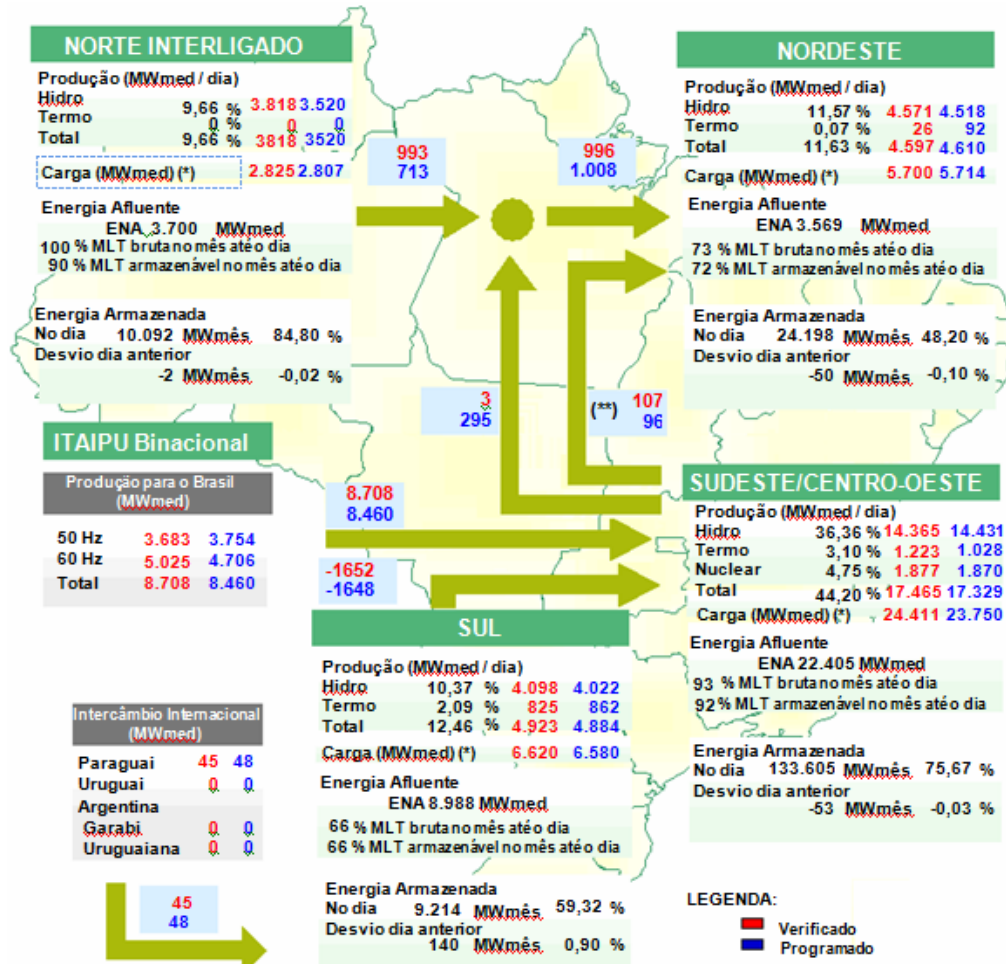 NORTE INTERLIGADO
Produção (MWmed / dia)
Hidro 9,66 % 3.818 3.520
Termo 0 % 0 0
Total 9,66 % 3818 3520
Carga (MWmed) (*) 2.825 2.807
Energia Afluente
ENA 3.700 MWmed
100 % MLT bruta no mês até o dia
90 % MLT armazenável no mês até o dia
Energia Armazenada
No dia 10.092 MWmês 84,80 %
Desvio dia anterior
-2 MWmês -0,02 %
993
713
996
1.008
NORDESTE
Produção (MWmed / dia)
Hidro 11,57 % 4.571 4.518
Termo 0,07 % 26 92
Total 11,63 % 4.597 4.610
Carga (MWmed) (*) 5.700 5.714
Energia Afluente
ENA 3.569 MWmed
73 % MLT bruta no mês até o dia
72 % MLT armazenável no mês até o dia
Energia Armazenada
No dia 24.198 MWmês 48,20 %
Desvio dia anterior
-50 MWmês -0,10 %
3
295
(**) 107
96
ITAIPU Binacional
Produção para o Brasil
(MWmed)
50 Hz 3.683 3.754
60 Hz 5.025 4.706
Total 8.708 8.460
8.708
8.460
-1652
-1648
SUDESTE/CENTRO-OESTE
Produção (MWmed / dia)
Hidro 36,36 % 14.365 14.431
Termo 3,10 % 1.223 1.028
Nuclear 4,75 % 1.877 1.870
Total 44,20 % 17.465 17.329
Carga (MWmed) (*) 24.411 23.750
Energia Afluente
ENA 22.405 MWmed
93 % MLT bruta no mês até o dia
92 % MLT armazenável no mês até o dia
Energia Armazenada
No dia 133.605 MWmês 75,67 %
Desvio dia anterior
-53 MWmês -0,03 %
SUL
Produção (MWmed / dia)
Hidro 10,37 % 4.098 4.022
Termo 2,09 % 825 862
Total 12,46 % 4.923 4.884
Carga (MWmed) (*) 6.620 6.580
Energia Afluente
ENA 8.988 MWmed
66 % MLT bruta no mês até o dia
66 % MLT armazenável no mês até o dia
Energia Armazenada
No dia 9.214 MWmês 59,32 %
Desvio dia anterior
140 MWmês 0,90 %
Intercâmbio Internacional
(MWmed)
Paraguai 45 48
Uruguai 0 0
Argentina
Garabi 0 0
Uruguaiana 0 0
45
48
LEGENDA:
Verificado
Programado